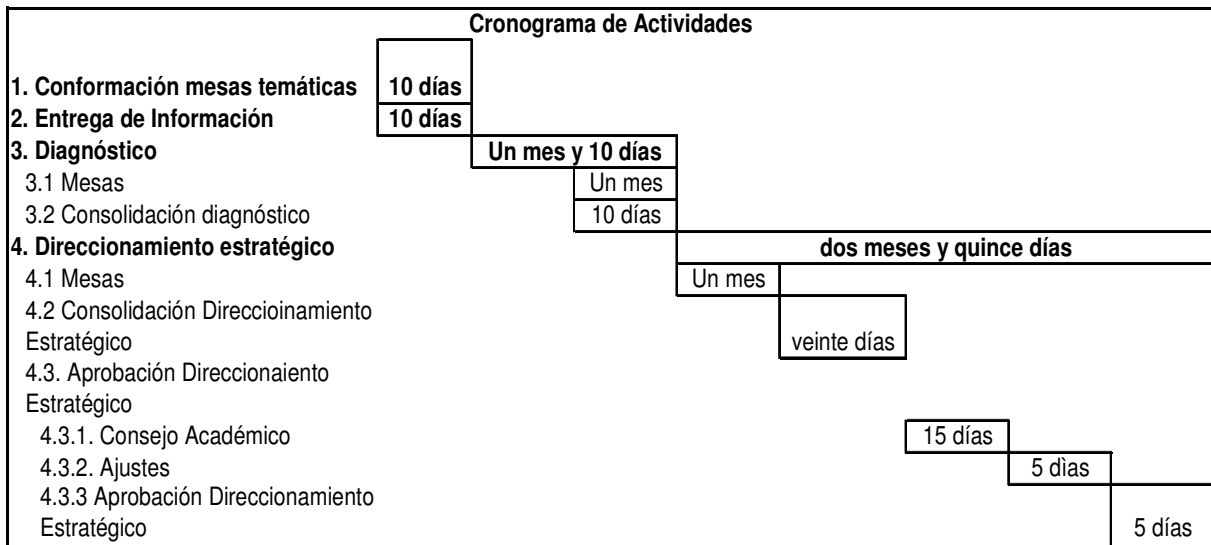 Cronograma de Actividades
1. Conformación mesas temáticas 10 días
2. Entrega de Información 10 días
3. Diagnóstico Un mes y 10 días
3.1 Mesas Un mes
3.2 Consolidación diagnóstico 10 días
4. Direccionamiento estratégico dos meses y quince días
4.1 Mesas Un mes
4.2 Consolidación Direccioinamiento
Estratégico veinte días
4.3. Aprobación Direccionaiento
Estratégico
4.3.1. Consejo Académico 15 días
4.3.2. Ajustes 5 dìas
4.3.3 Aprobación Direccionamiento
Estratégico 5 días